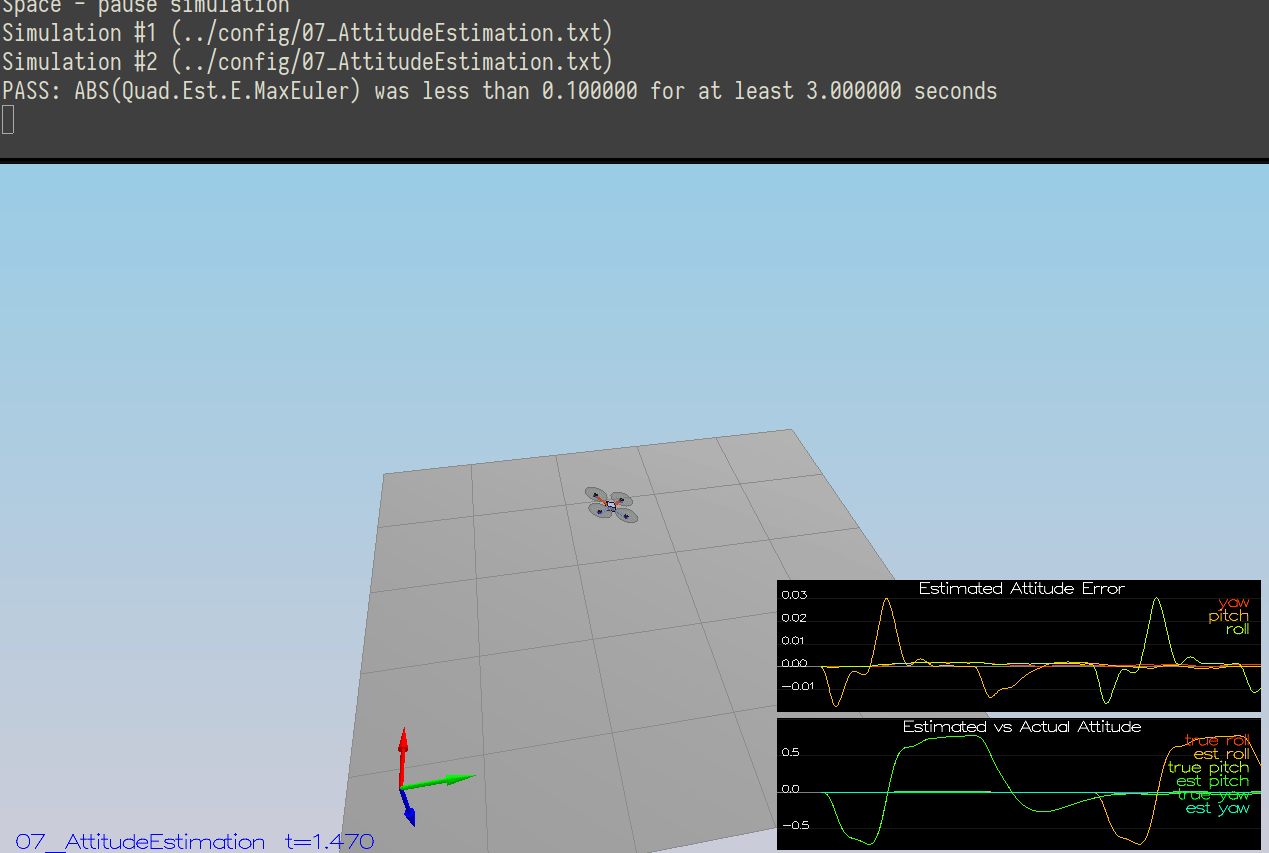 Space - pause simulation
Simulation #1 (../config/07_AttitudeEstimation.txt)
Simulation #2 (../config/07_AttitudeEstimation.txt)
PASS: ABS(Quad.Est.E.MaxEuler) was less than 0.100000 for at least 3.000000 seconds
Estimated Attitude Error
0.03
0.02
0.01
0.00
-0.01
yaw
pitch
roll
Estimated vs Actual Attitude
0.5
0.0
-0.5
true roll
est roll
true pitch
est pitch
true yaw
est yaw
07_AttitudeEstimation t=1.470